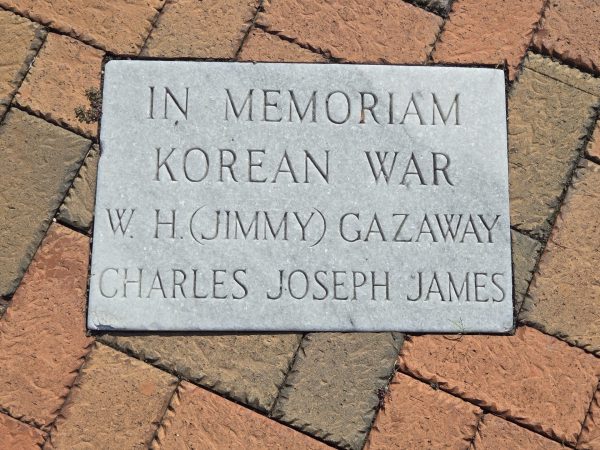 IN MEMORIAM
KOREAN WAR
W. H. (JIMMY) GAZAWAY
CHARLES JOSEPH JAMES